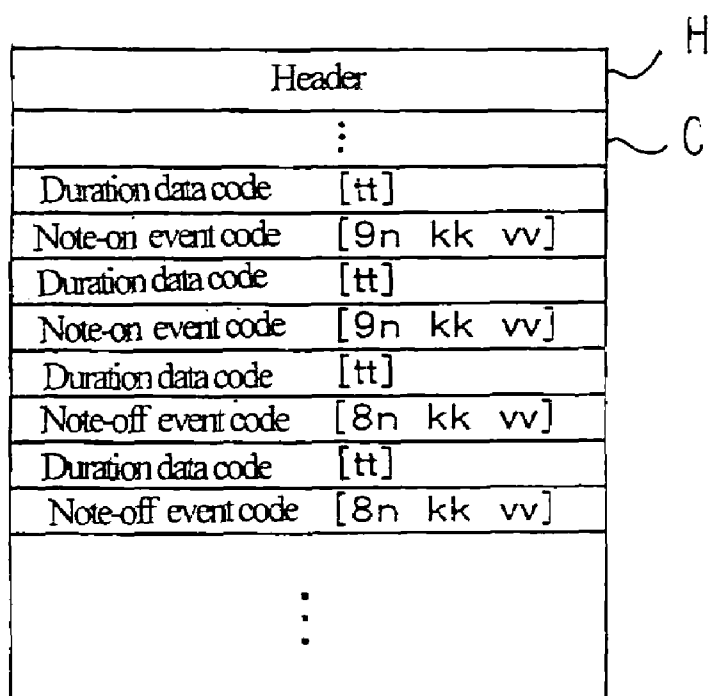 H
Header
⋮
C
Duration data code [tt]
Note-on event code [9n kk vv]
Duration data code [tt]
Note-on event code [9n kk vv]
Duration data code [tt]
Note-off event code [8n kk vv]
Duration data code [tt]
Note-off event code [8n kk vv]
⋮